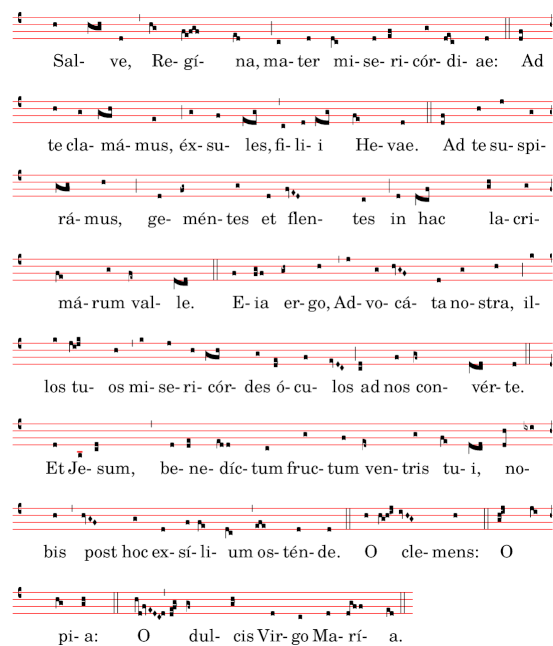 Sal- ve, Re- gí- na, ma- ter mi- se- ri- cór- di- ae: Ad
te cla- má- mus, éx- su- les, fi- li- i He- vae. Ad te su- spi-
rá- mus, ge- mén- tes et flen- tes in hac la- cri-
má- rum val- le. E- ia er- go, Ad- vo- cá- ta no- stra, il-
los tu- os mi- se- ri- cór- des ó- cu- los ad nos con- vér- te.
Et Je- sum, be- ne- díc- tum fruc- tum ven- tris tu- i, no-
bis post hoc ex- sí- li- um os- tén- de. O cle- mens: O
pi- a: O dul- cis Vir- go Ma- rí- a.